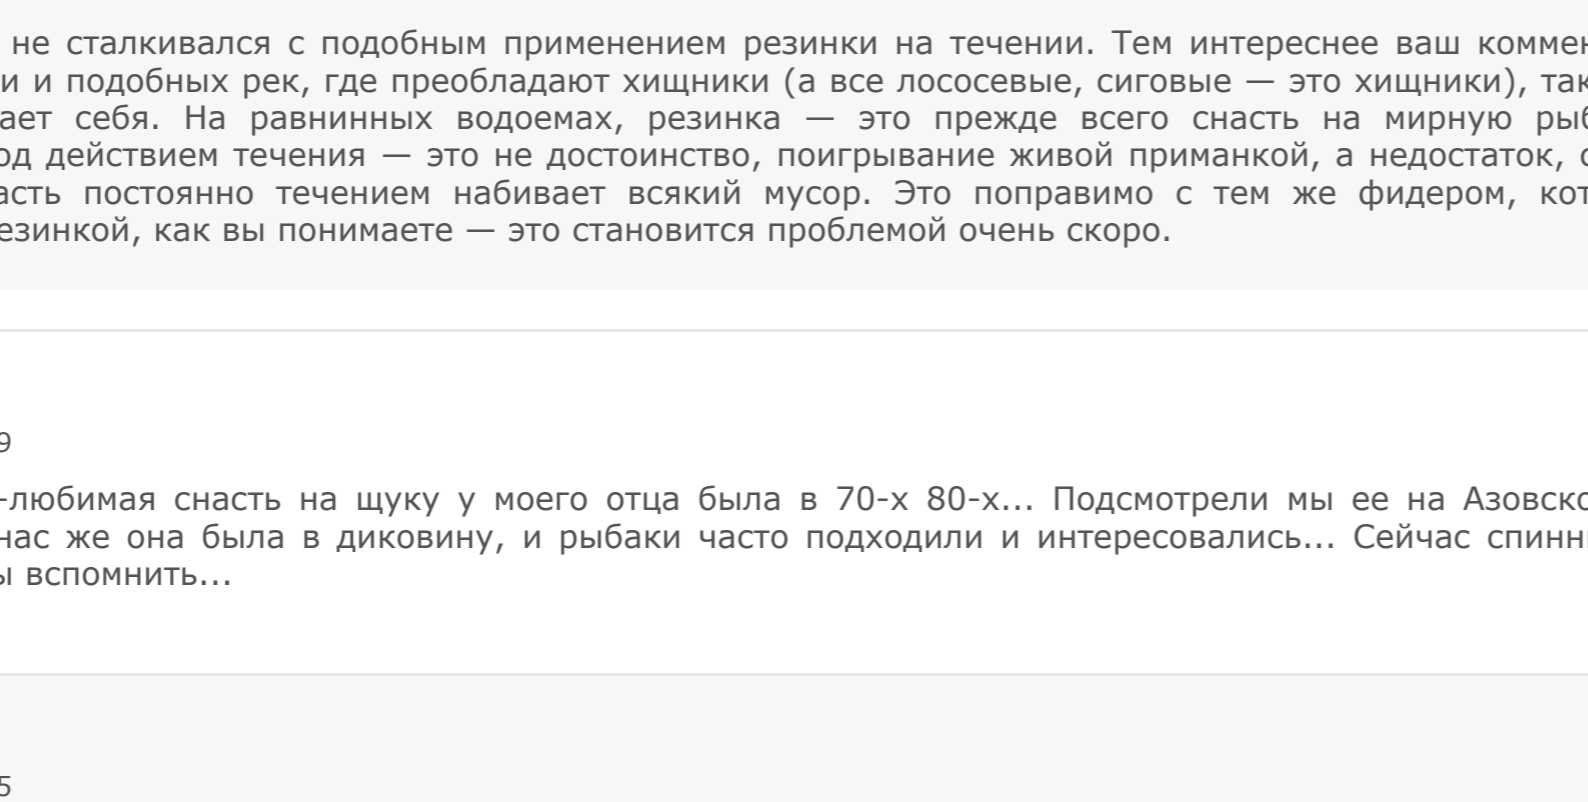 не сталкивался с подобным применением резинки на течении. Тем интереснее ваш коммен
и и подобных рек, где преобладают хищники (а все лососевые, сиговые — это хищники), так
ает себя. На равнинных водоемах, резинка — это прежде всего снасть на мирную рыб
од действием течения — это не достоинство, поигрывание живой приманкой, а недостаток, с
асть постоянно течением набивает всякий мусор. Это поправимо с тем же фидером, кот
езинкой, как вы понимаете — это становится проблемой очень скоро.
9
-любимая снасть на щуку у моего отца была в 70-х 80-х... Подсмотрели мы ее на Азовско
нас же она была в диковину, и рыбаки часто подходили и интересовались... Сейчас спинн
ы вспомнить...
5